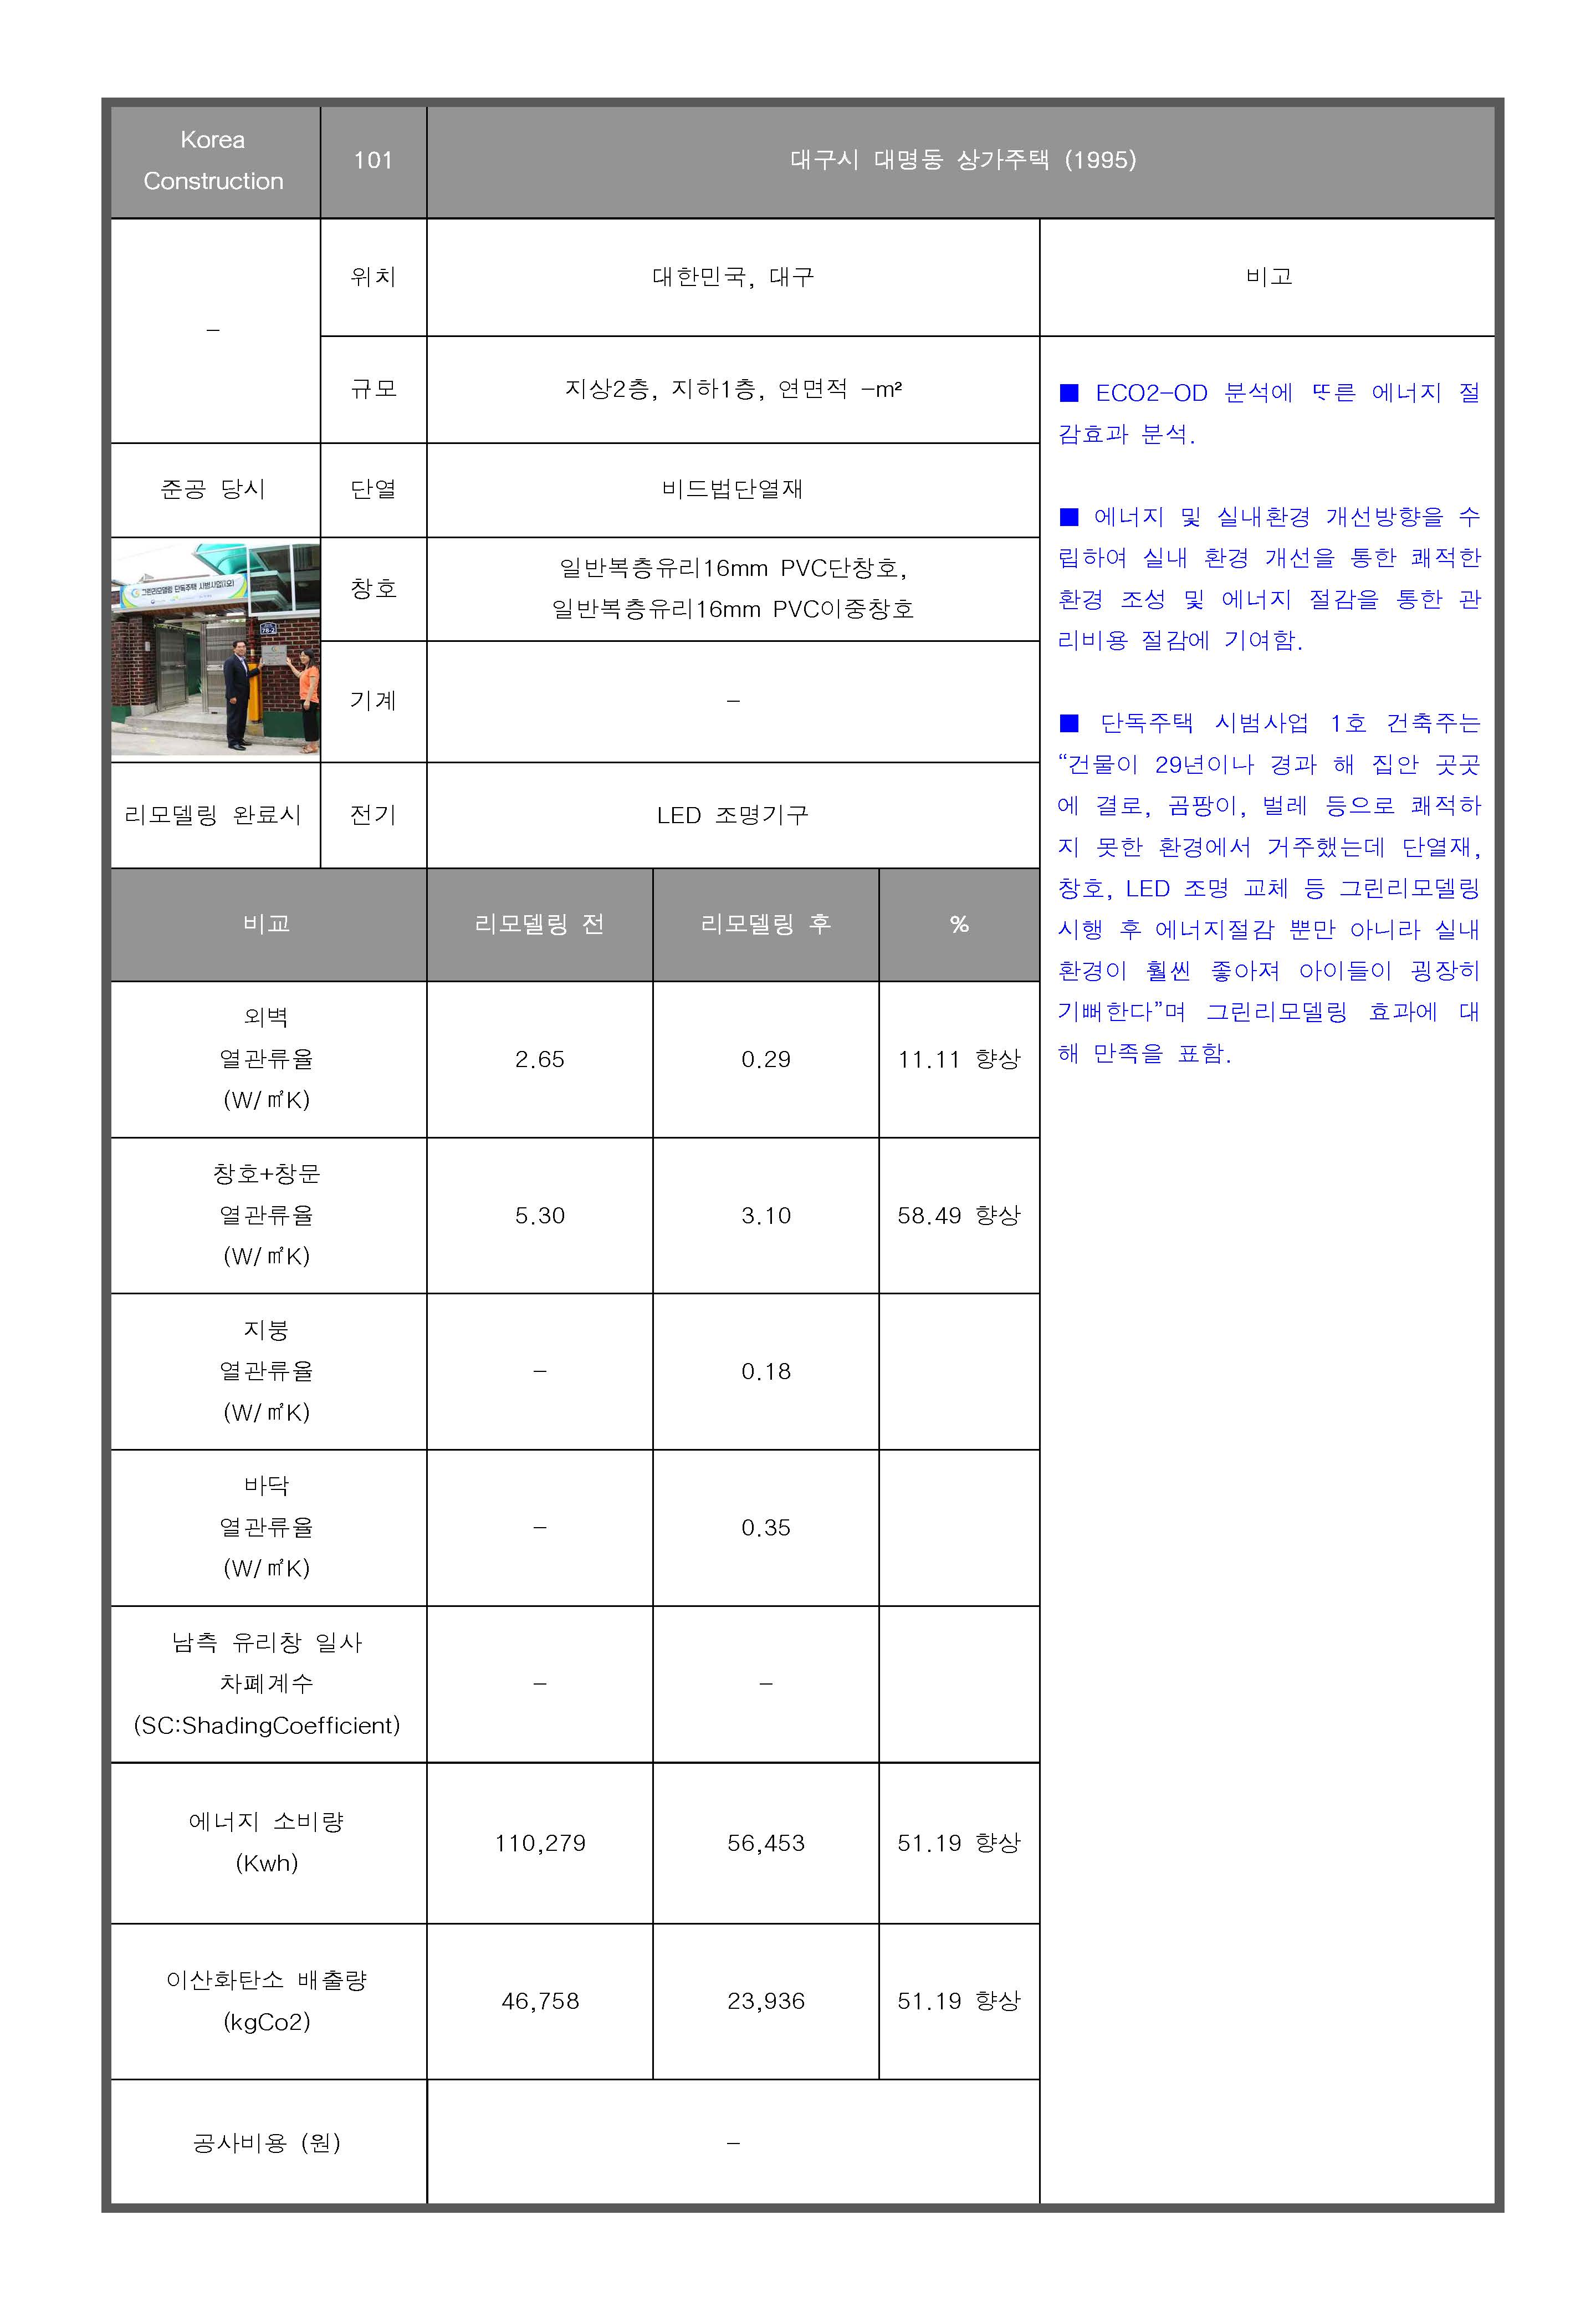 Korea
Construction
101
대구시 대명동 상가주택 (1995)
-
위치
대한민국, 대구
비고
규모
지상2층, 지하1층, 연면적 -m²
준공 당시
단열
비드법단열재
그린리모델링 단독주택 시범사업(1호)
78-2
창호
일반복층유리16mm PVC단창호,
일반복층유리16mm PVC이중창호
기계
-
리모델링 완료시
전기
LED 조명기구
■ ECO2-OD 분석에 또른 에너지 절
감효과 분석.
■ 에너지 및 실내환경 개선방향을 수
립하여 실내 환경 개선을 통한 쾌적한
환경 조성 및 에너지 절감을 통한 관
리비용 절감에 기여함.
■ 단독주택 시범사업 1호 건축주는
“건물이 29년이나 경과 해 집안 곳곳
에 결로, 곰팡이, 벌레 등으로 쾌적하
지 못한 환경에서 거주했는데 단열재,
창호, LED 조명 교체 등 그린리모델링
시행 후 에너지절감 뿐만 아니라 실내
환경이 훨씬 좋아져 아이들이 굉장히
기뻐한다”며 그린리모델링 효과에 대
해 만족을 표함.
비교
리모델링 전
리모델링 후
%
외벽
열관류율
(W/㎡K)
2.65
0.29
11.11 향상
창호+창문
열관류율
(W/㎡K)
5.30
3.10
58.49 향상
지붕
열관류율
(W/㎡K)
-
0.18
바닥
열관류율
(W/㎡K)
-
0.35
남측 유리창 일사
차폐계수
(SC:ShadingCoefficient)
-
-
에너지 소비량
(Kwh)
110,279
56,453
51.19 향상
이산화탄소 배출량
(kgCo2)
46,758
23,936
51.19 향상
공사비용 (원)
-